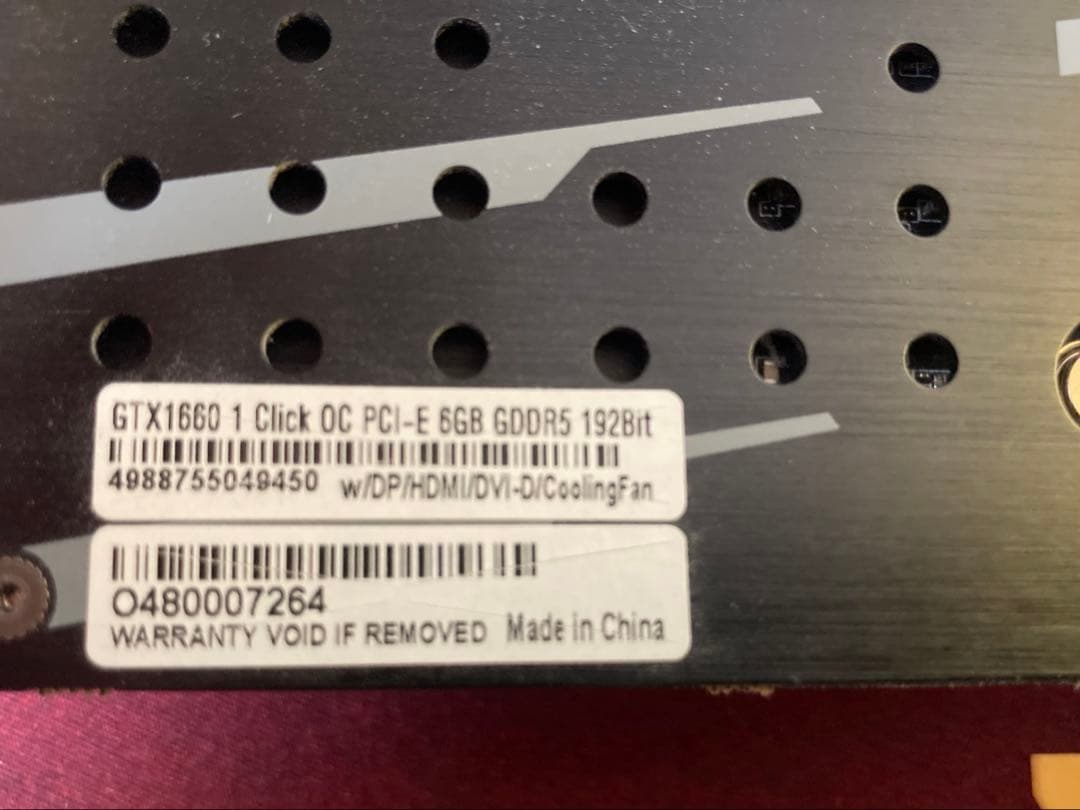 GTX1660 1 Click OC PCI-E 6GB GDDR5 192Bit
4988755049450 w/DP/HDMI/DVI-D/CoolingFan
O480007264
WARRANTY VOID IF REMOVED Made in China